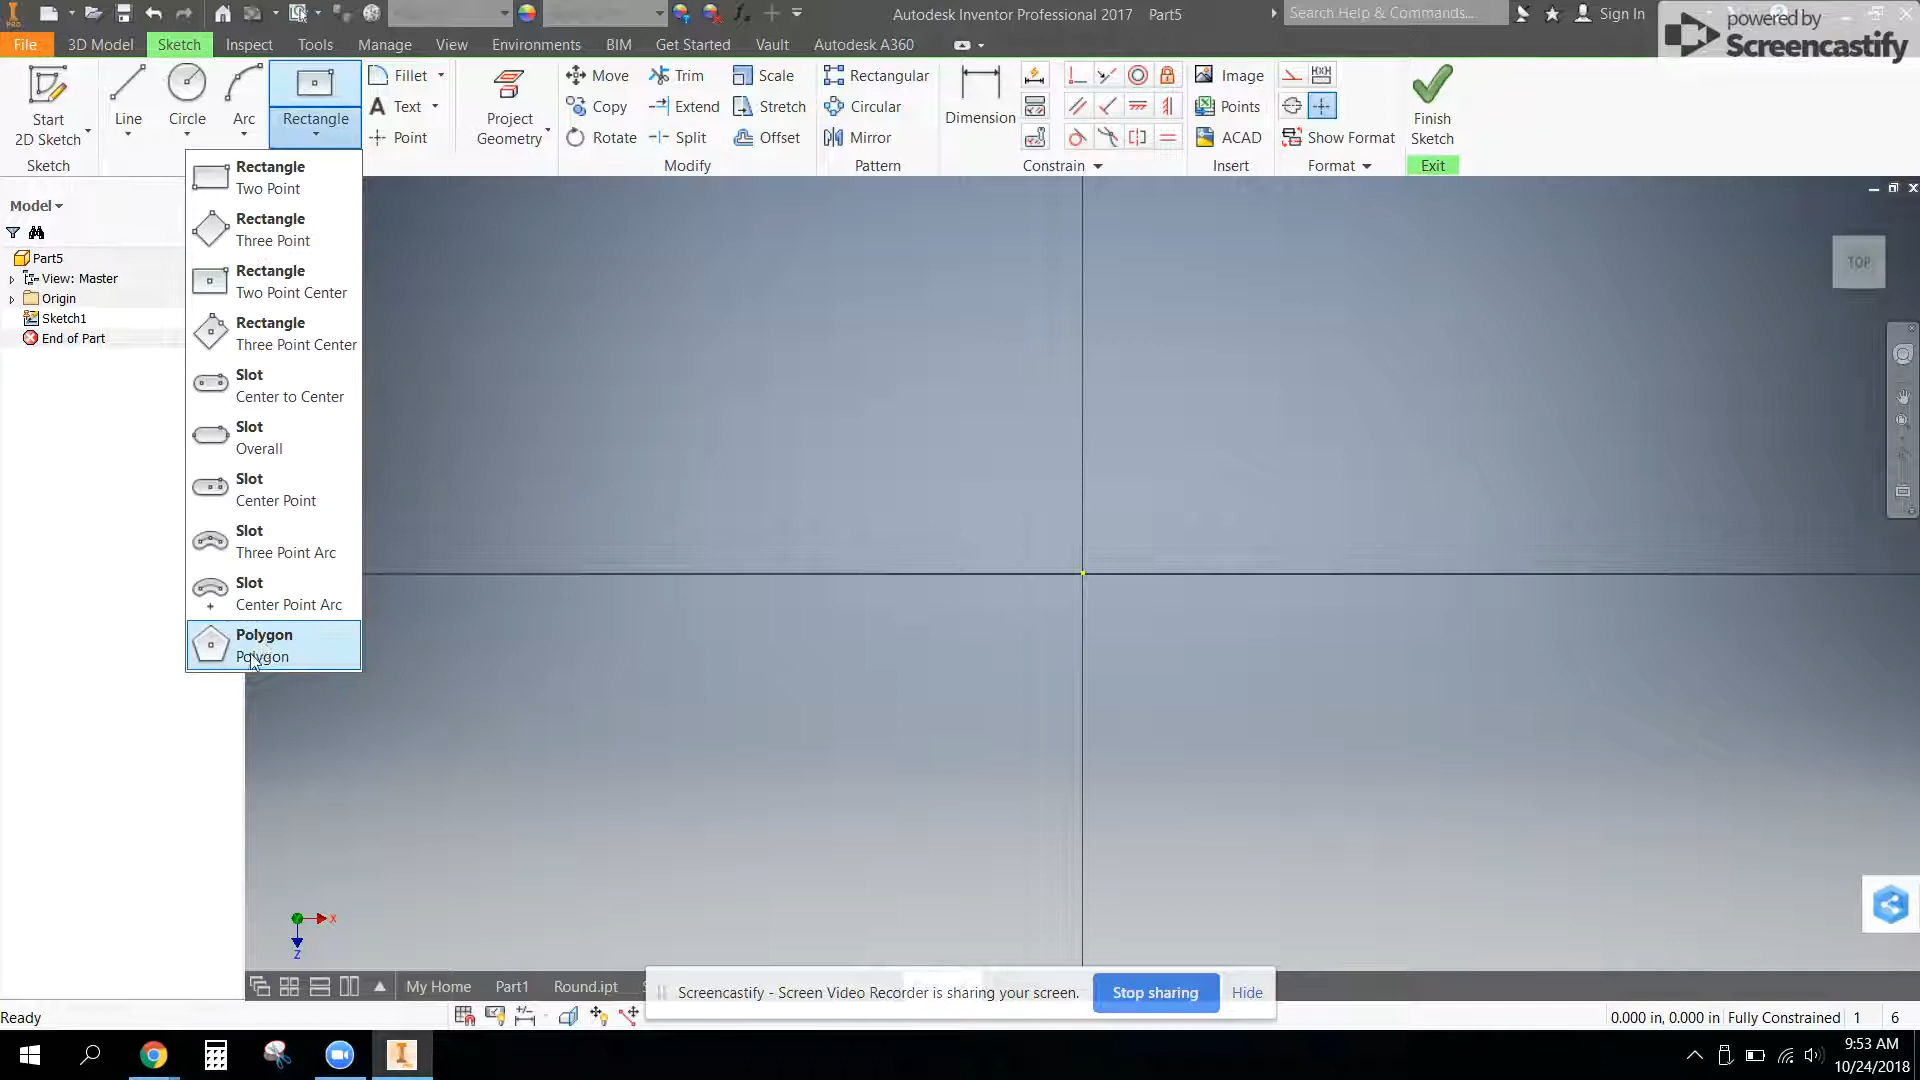 Autodesk Inventor Professional 2017 Part5
Search Help & Commands...
Sign In
powered by
Screencastify
File
3D Model
Sketch
Inspect
Tools
Manage
View
Environments
BIM
Get Started
Vault
Autodesk A360
Start
2D Sketch
Line
Circle
Arc
Rectangle
Fillet
Text
Point
Project
Geometry
Move
Copy
Rotate
Trim
Extend
Split
Scale
Stretch
Offset
Rectangular
Circular
Mirror
Dimension
Image
Points
ACAD
Show Format
Finish
Sketch
Sketch
Modify
Pattern
Constrain
Insert
Format
Exit
Model
Part5
View: Master
Origin
Sketch1
End of Part
Rectangle
Two Point
Rectangle
Three Point
Rectangle
Two Point Center
Rectangle
Three Point Center
Slot
Center to Center
Slot
Overall
Slot
Center Point
Slot
Three Point Arc
Slot
Center Point Arc
Polygon
Polygon
TOP
X
Z
My Home
Part1
Round.ipt
Screencastify - Screen Video Recorder is sharing your screen.
Stop sharing
Hide
Ready
0.000 in, 0.000 in Fully Constrained 1 6
9:53 AM
10/24/2018